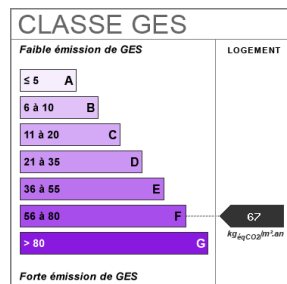 CLASSE GES
Faible émission de GES
LOGEMENT
≤ 5 A
6 à 10 B
11 à 20 C
21 à 35 D
36 à 55 E
56 à 80 F
67
kgéqCO2/m².an
> 80 G
Forte émission de GES